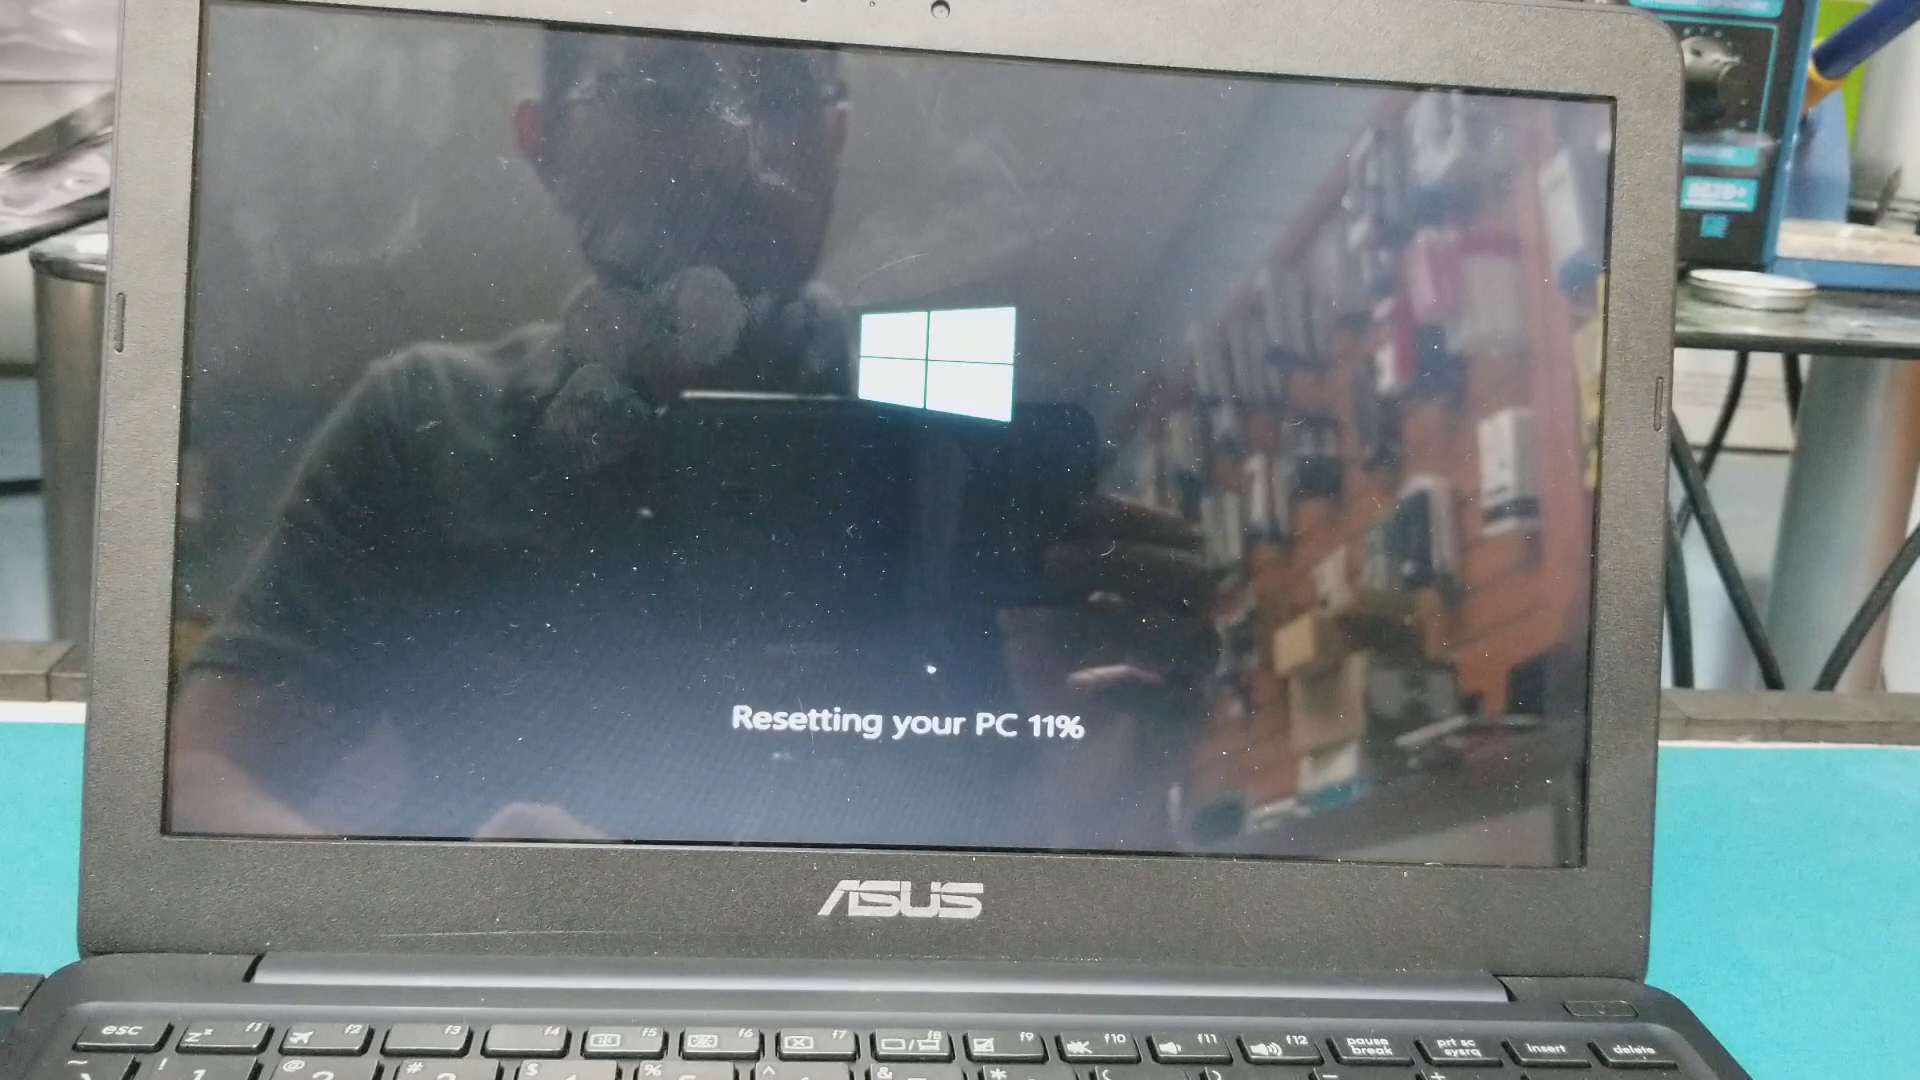 8620+
Resetting your PC 11%
ASUS
esc
f1
f2
f3
f4
f5
f6
f7
f8
f9
f10
f11
f12
pause
break
prt sc
sysrq
insert
delete